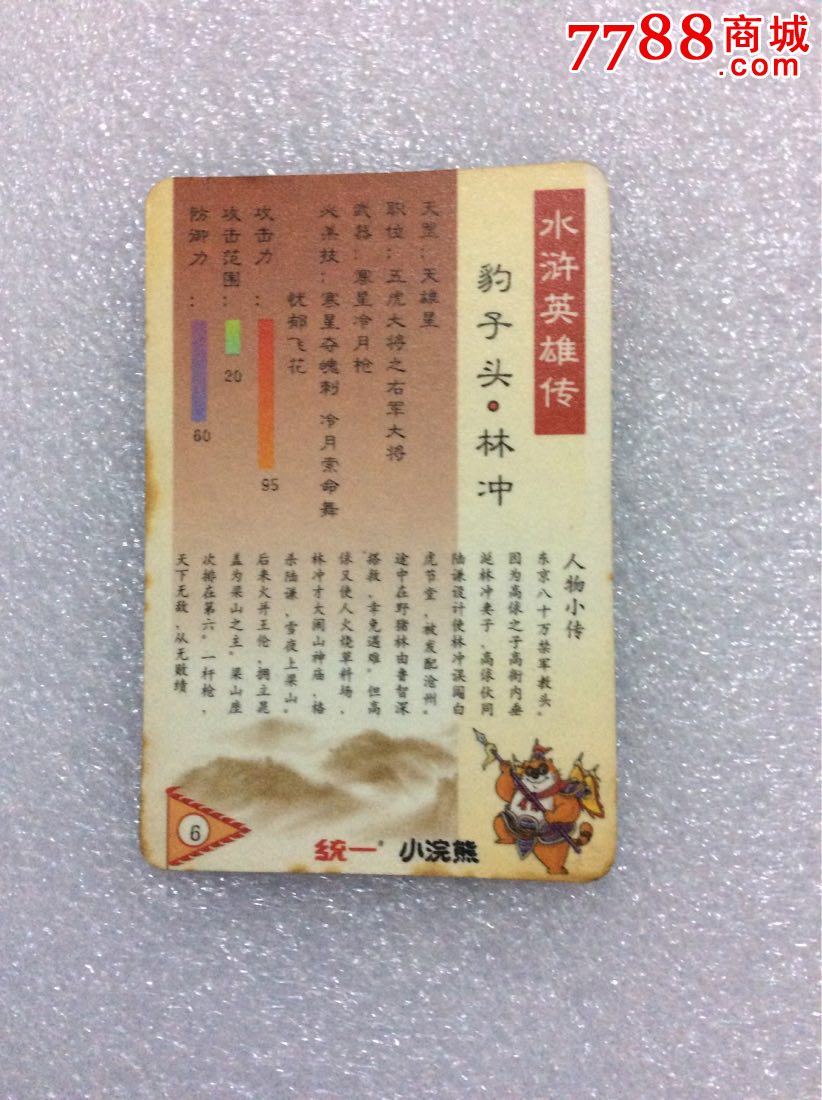 7788商城
.com
水浒英雄传
豹子头·林冲
天罡：天雄星
职位：五虎大将之右军大将
武器：寒星冷月枪
必杀技：寒星夺魄刺 冷月索命舞
忧郁飞花
攻击力：
95
攻击范围：
20
防御力：
60
人物小传
东京八十万禁军教头。
因为高俅之子高衙内垂
涎林冲妻子，高俅伙同
陆谦设计使林冲误闯白
虎节堂，被发配沧州。
途中在野猪林由鲁智深
搭救，幸免遇难。但高
俅又使人火烧草料场，
林冲才大闹山神庙，格
杀陆谦，雪夜上梁山。
后来火并王伦，拥立晁
盖为梁山之主。梁山座
次排在第六。一杆枪，
天下无敌，从无败绩
6
统一®
小浣熊